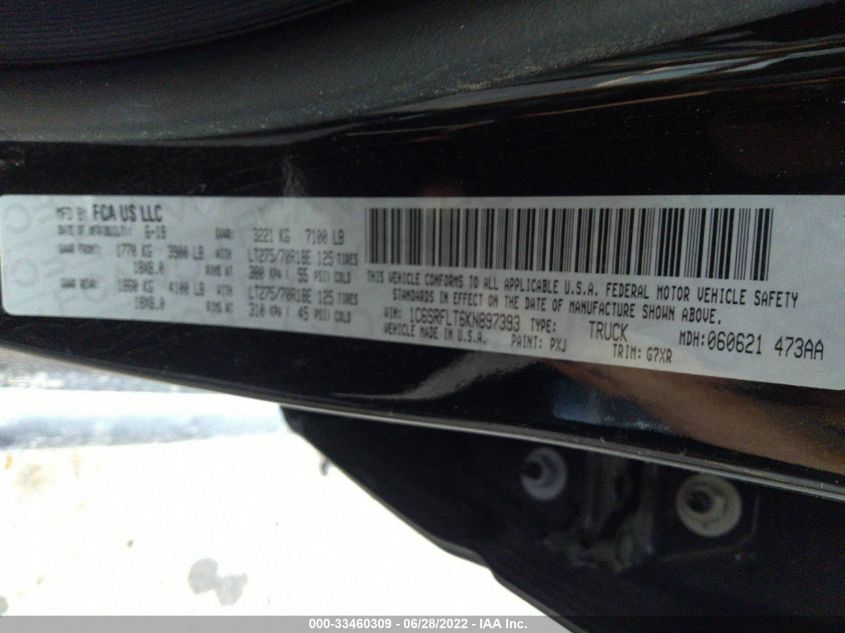 MFD BY FCA US LLC
DATE OF MFR(BUILT): 6-19 GVWR: 3221 KG 7100 LB
GAWR FRONT: 1770 KG 3900 LB WITH LT275/70R18E 125 TIRES
18X8.0 RIMS AT 380 KPA ( 55 PSI) COLD
GAWR REAR: 1860 KG 4100 LB WITH LT275/70R18E 125 TIRES
18X8.0 RIMS AT 310 KPA ( 45 PSI) COLD
THIS VEHICLE CONFORMS TO ALL APPLICABLE U.S.A. FEDERAL MOTOR VEHICLE SAFETY
STANDARDS IN EFFECT ON THE DATE OF MANUFACTURE SHOWN ABOVE.
VIN: 1C6SRFLT6KN897393 TYPE: TRUCK MDH:060621 473AA
VEHICLE MADE IN U.S.A. PAINT: PXJ TRIM: G7XR
000-33460309 - 06/28/2022 - IAA Inc.